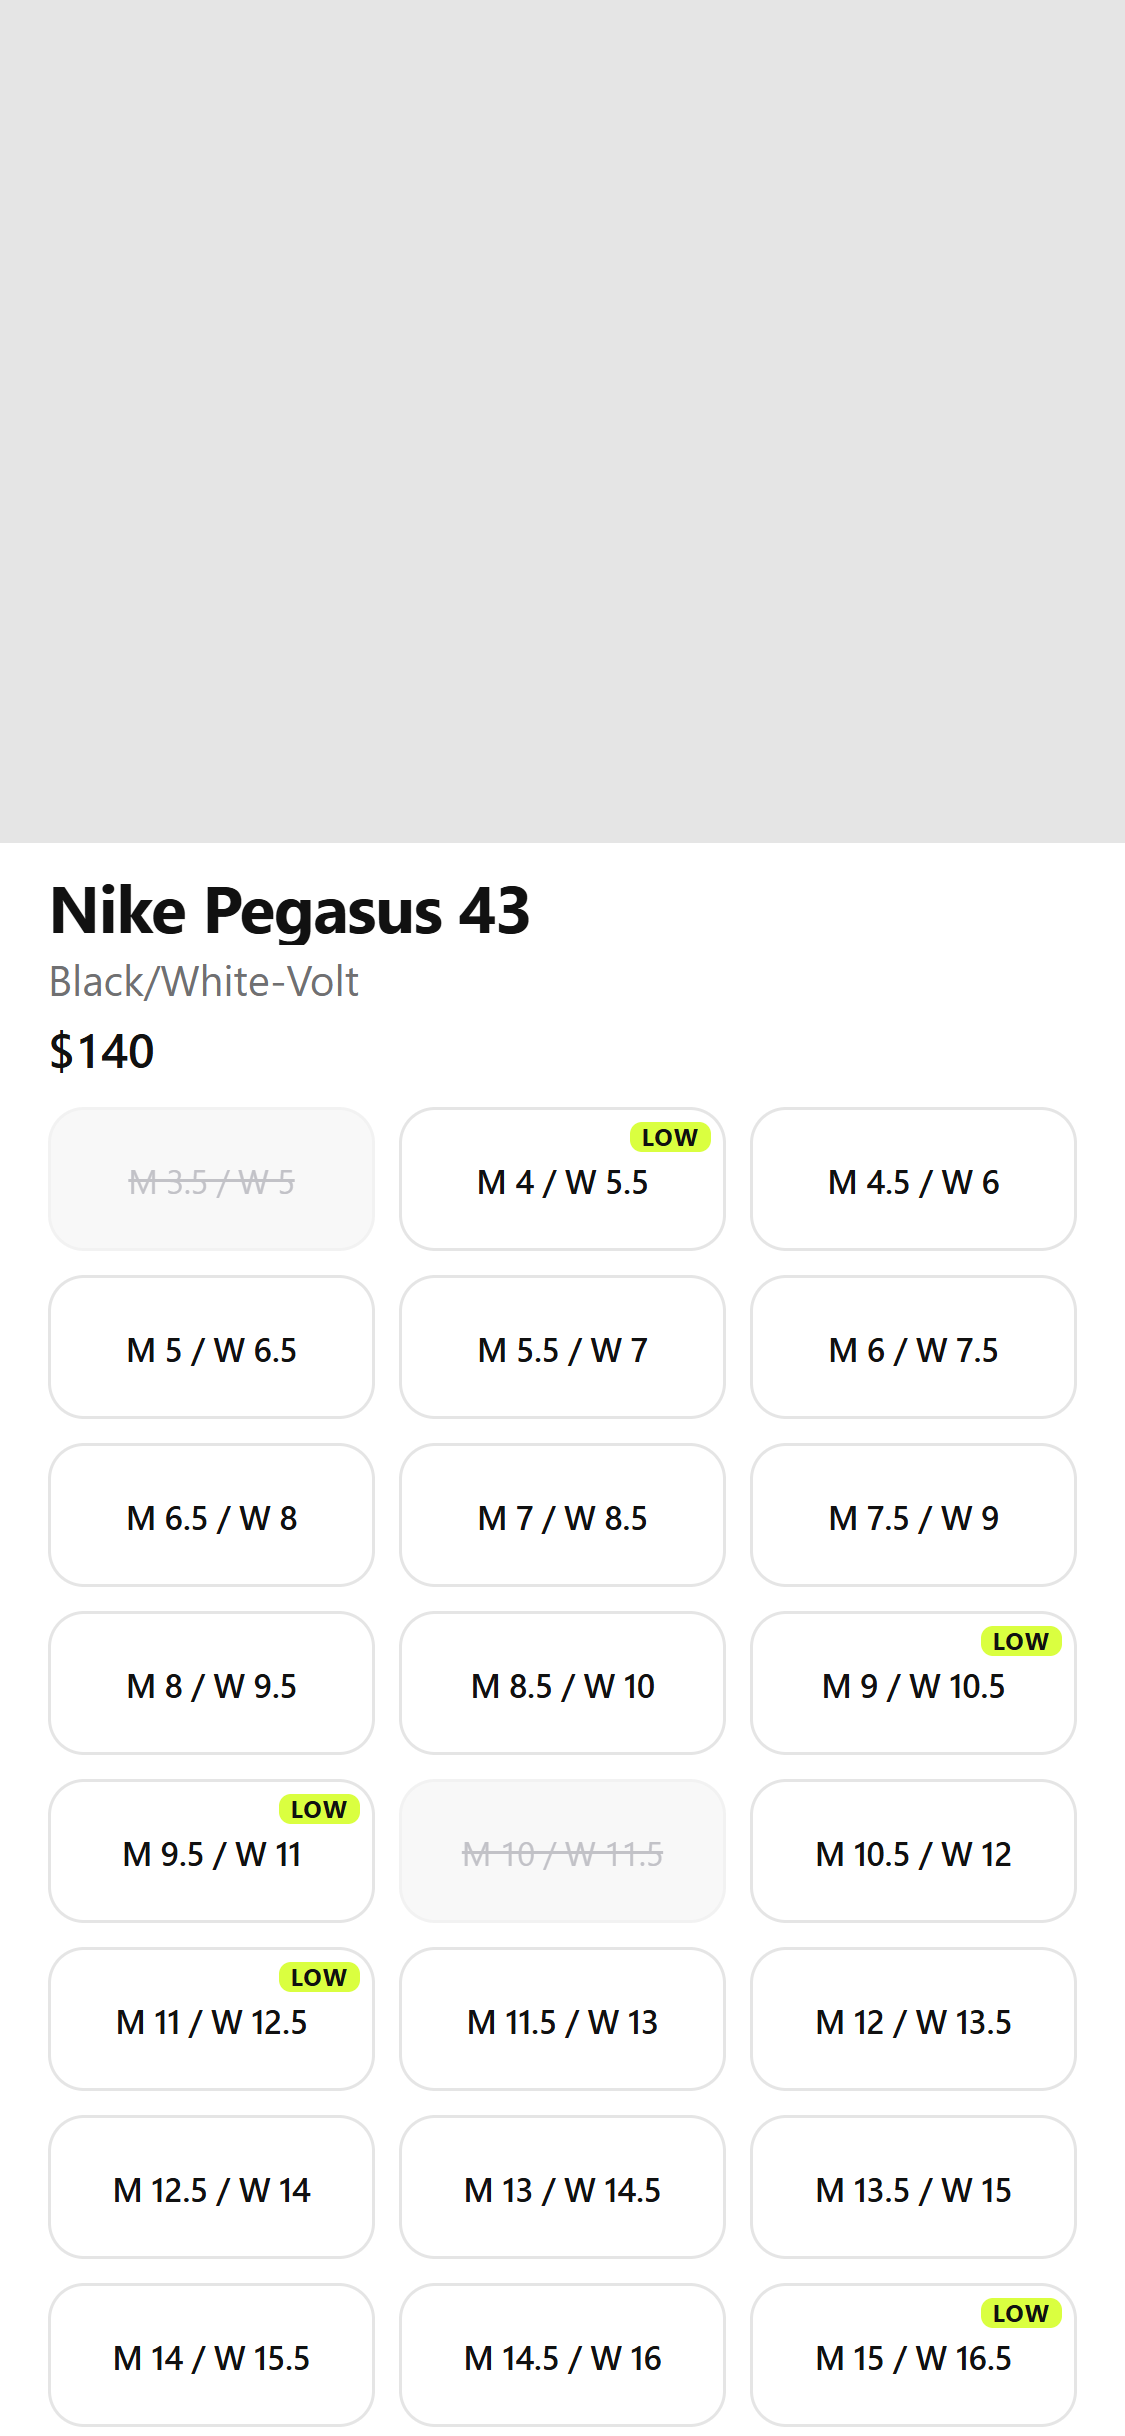 Nike Pegasus 43
Black/White-Volt
$140
M 3.5 / W 5
LOW
M 4 / W 5.5
M 4.5 / W 6
M 5 / W 6.5
M 5.5 / W 7
M 6 / W 7.5
M 6.5 / W 8
M 7 / W 8.5
M 7.5 / W 9
M 8 / W 9.5
M 8.5 / W 10
LOW
M 9 / W 10.5
LOW
M 9.5 / W 11
M 10 / W 11.5
M 10.5 / W 12
LOW
M 11 / W 12.5
M 11.5 / W 13
M 12 / W 13.5
M 12.5 / W 14
M 13 / W 14.5
M 13.5 / W 15
M 14 / W 15.5
M 14.5 / W 16
LOW
M 15 / W 16.5